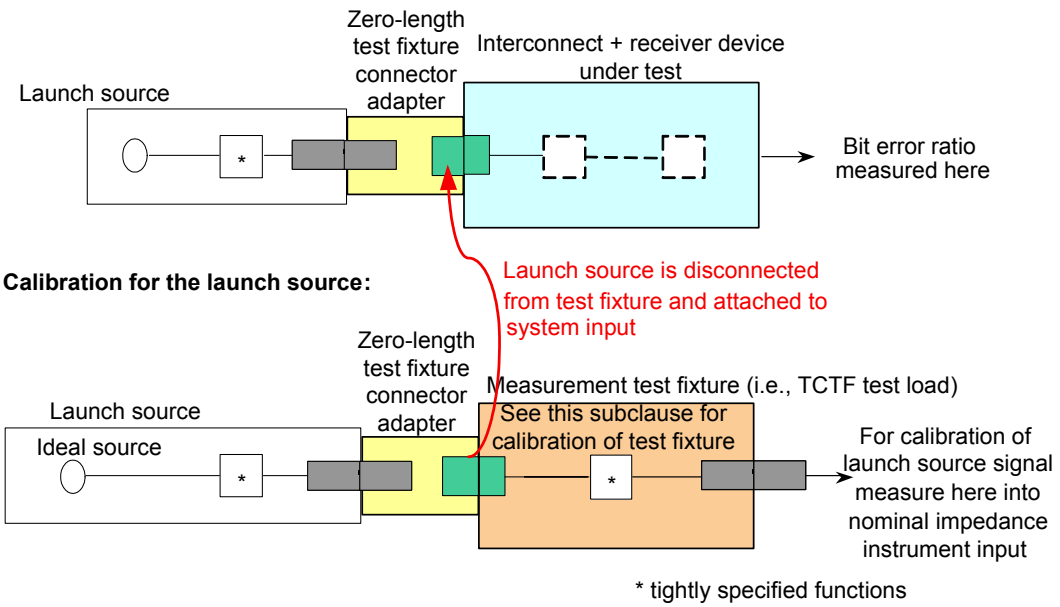 Zero-length
test fixture
connector
adapter
Interconnect + receiver device
under test
Launch source
*
Bit error ratio
measured here
Calibration for the launch source:
Launch source is disconnected
from test fixture and attached to
system input
Zero-length
test fixture
connector
adapter
Measurement test fixture (i.e., TCTF test load)
See this subclause for
calibration of test fixture
Launch source
Ideal source
*
*
For calibration of
launch source signal
measure here into
nominal impedance
instrument input
* tightly specified functions